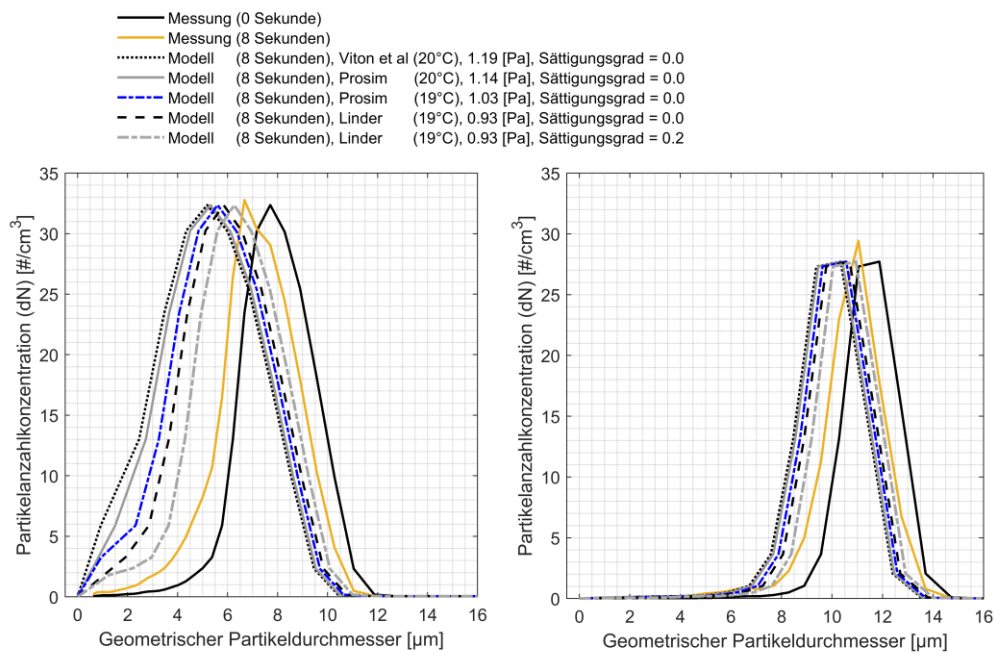 Messung (0 Sekunde)
Messung (8 Sekunden)
Modell (8 Sekunden), Viton et al (20°C), 1.19 [Pa], Sättigungsgrad = 0.0
Modell (8 Sekunden), Prosim (20°C), 1.14 [Pa], Sättigungsgrad = 0.0
Modell (8 Sekunden), Prosim (19°C), 1.03 [Pa], Sättigungsgrad = 0.0
Modell (8 Sekunden), Linder (19°C), 0.93 [Pa], Sättigungsgrad = 0.0
Modell (8 Sekunden), Linder (19°C), 0.93 [Pa], Sättigungsgrad = 0.2
Partikelanzahlkonzentration (dN) [#/cm³]
35
30
25
20
15
10
5
0
0 2 4 6 8 10 12 14 16
Geometrischer Partikeldurchmesser [µm]
Partikelanzahlkonzentration (dN) [#/cm³]
35
30
25
20
15
10
5
0
0 2 4 6 8 10 12 14 16
Geometrischer Partikeldurchmesser [µm]